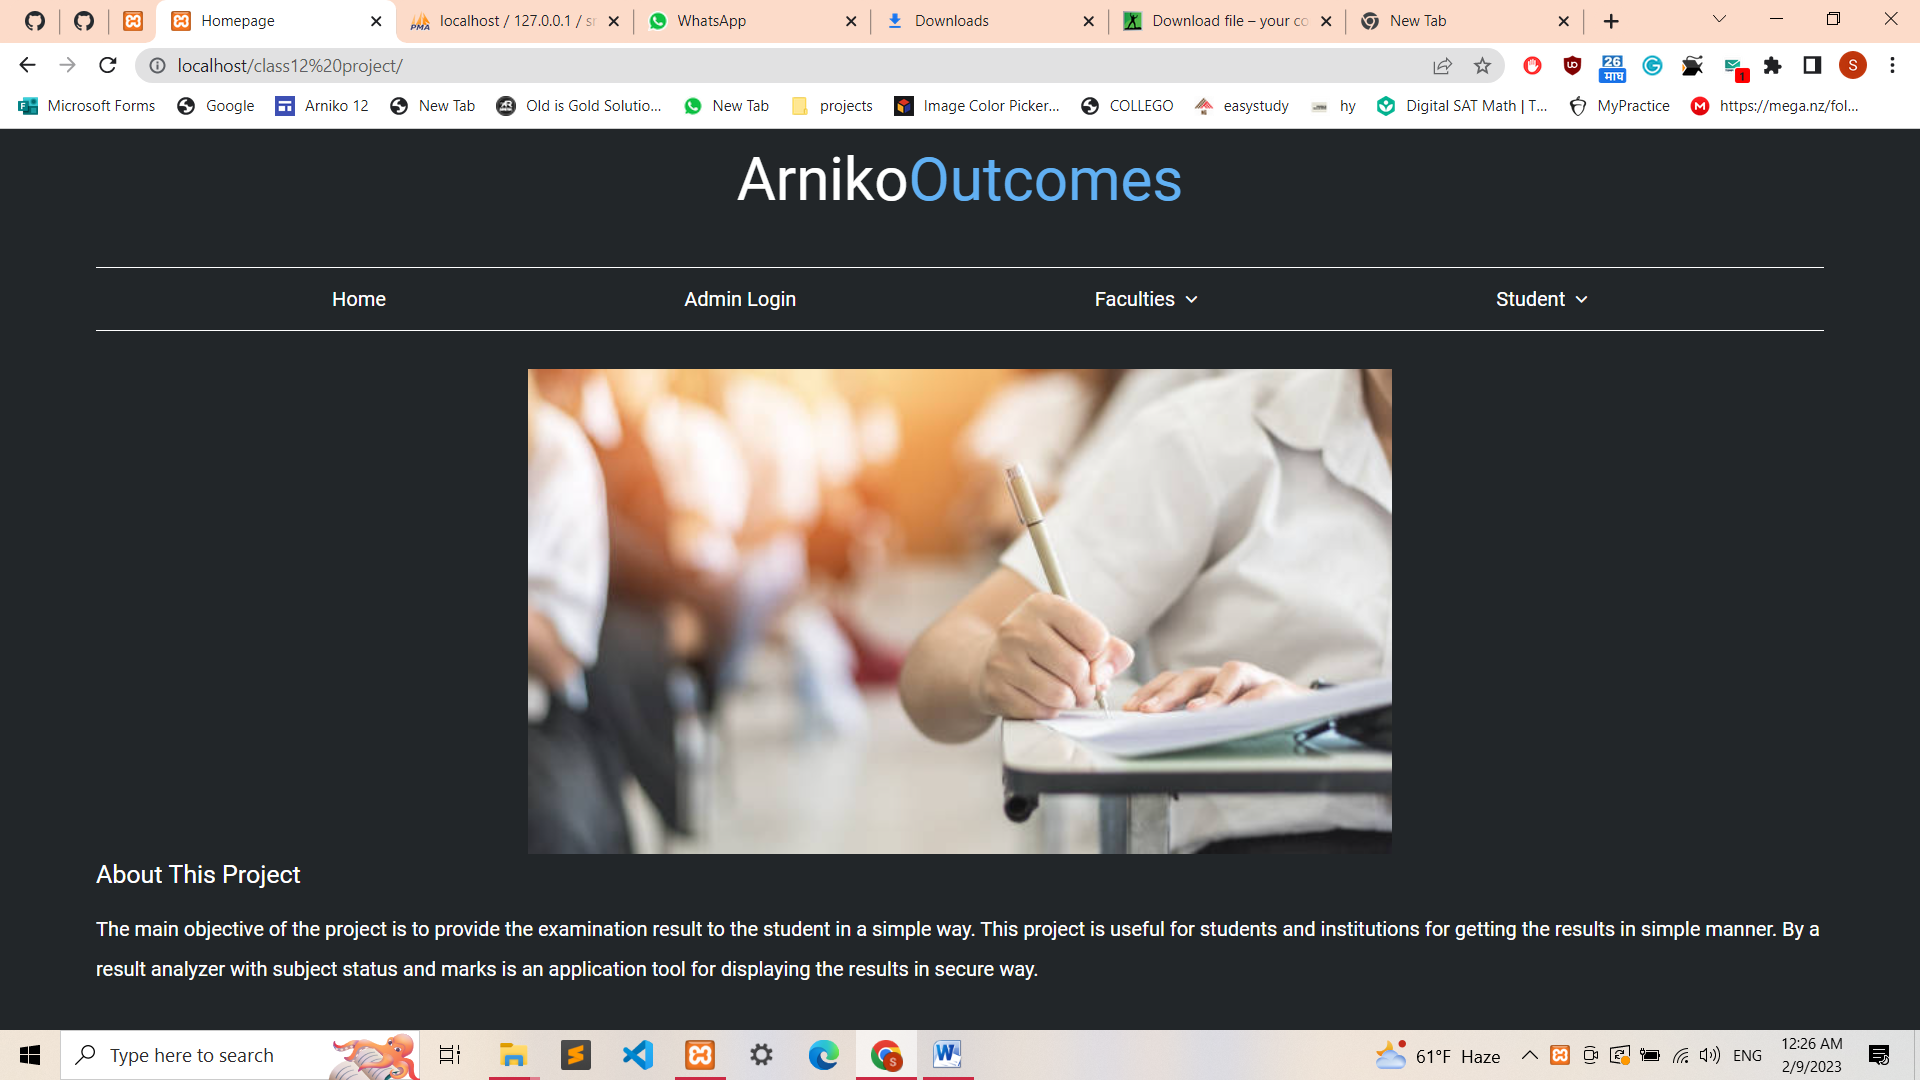 Homepage
localhost / 127.0.0.1 / sr
WhatsApp
Downloads
Download file – your co
New Tab
localhost/class12%20project/
26
माघ
1
S
Microsoft Forms
Google
Arniko 12
New Tab
Old is Gold Solutio...
New Tab
projects
Image Color Picker...
COLLEGO
easystudy
hy
Digital SAT Math | T...
MyPractice
https://mega.nz/fol...
ArnikoOutcomes
Home
Admin Login
Faculties
Student
About This Project
The main objective of the project is to provide the examination result to the student in a simple way. This project is useful for students and institutions for getting the results in simple manner. By a
result analyzer with subject status and marks is an application tool for displaying the results in secure way.
Type here to search
61°F Haze
ENG
12:26 AM
2/9/2023